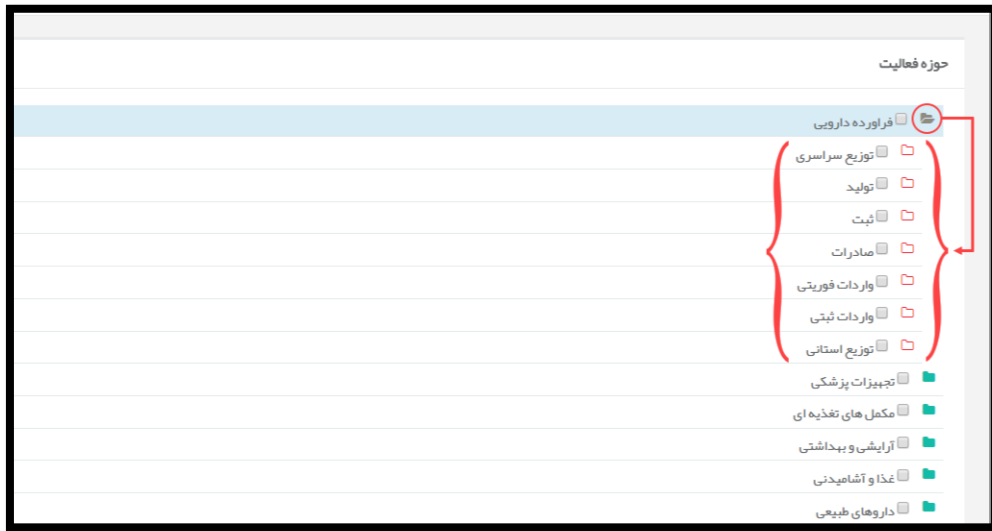 حوزه فعالیت
فراورده دارویی
توزیع سراسری
تولید
ثبت
صادرات
واردات فوریتی
واردات ثبتی
توزیع استانی
تجهیزات پزشکی
مکمل های تغذیه ای
آرایشی و بهداشتی
غذا و آشامیدنی
داروهای طبیعی